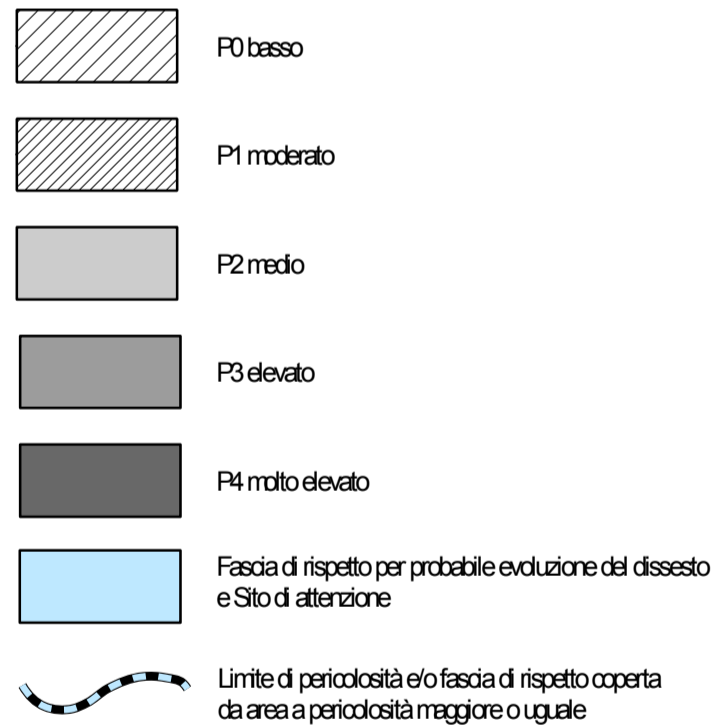 P0 basso
P1 moderato
P2 medio
P3 elevato
P4 molto elevato
Fascia di rispetto per probabile evoluzione del dissesto
e Sito di attenzione
Limite di pericolosità e/o fascia di rispetto coperta
da area a pericolosità maggiore o uguale